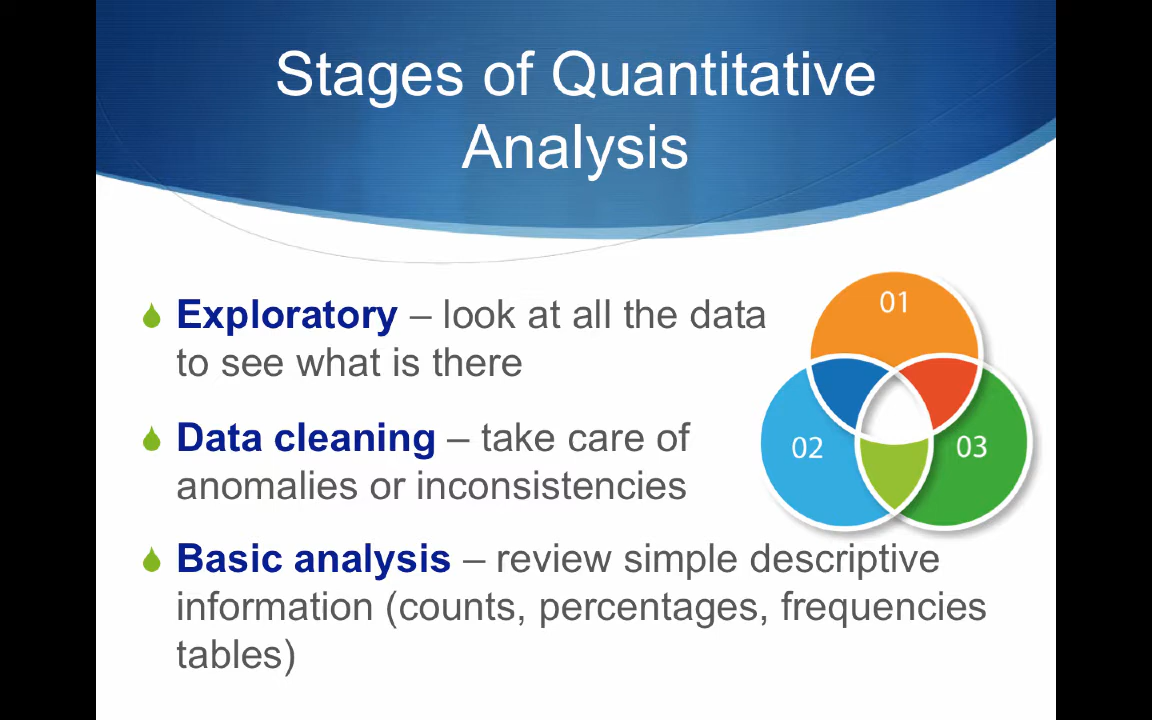 Stages of Quantitative
Analysis
Exploratory – look at all the data
to see what is there
Data cleaning – take care of
anomalies or inconsistencies
Basic analysis – review simple descriptive
information (counts, percentages, frequencies
tables)
01
02
03